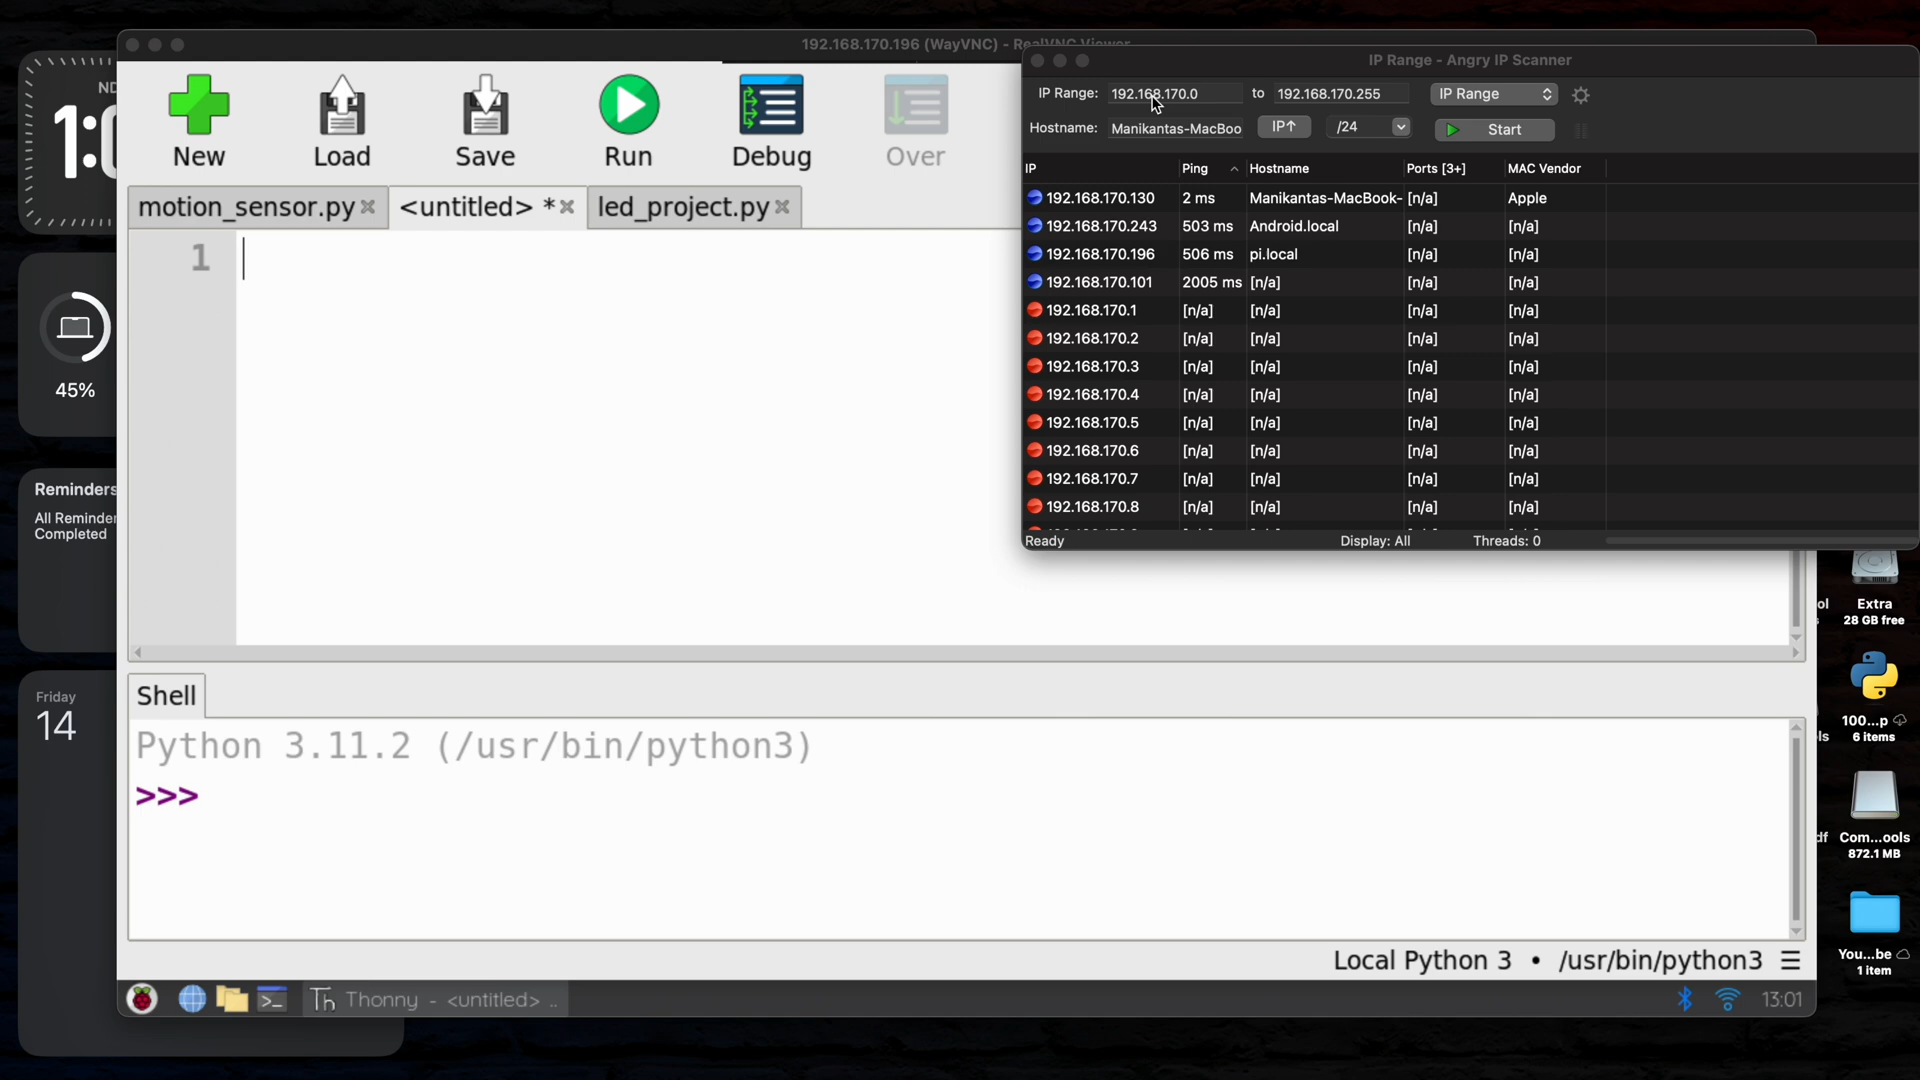 192.168.170.196 (WayVNC) - RealVNC Viewer
ND
1:0
45%
Reminders
All Reminder
Completed
Friday
14
New
Load
Save
Run
Debug
Over
motion_sensor.py
<untitled> *
led_project.py
1
Shell
Python 3.11.2 (/usr/bin/python3)
>>>
Local Python 3 • /usr/bin/python3 ☰
Th Thonny - <untitled> ..
13:01
IP Range - Angry IP Scanner
IP Range: 192.168.170.0 to 192.168.170.255 IP Range
Hostname: Manikantas-MacBoo IP↑ /24 Start
IP Ping Hostname Ports [3+] MAC Vendor
192.168.170.130 2 ms Manikantas-MacBook- [n/a] Apple
192.168.170.243 503 ms Android.local [n/a] [n/a]
192.168.170.196 506 ms pi.local [n/a] [n/a]
192.168.170.101 2005 ms [n/a] [n/a] [n/a]
192.168.170.1 [n/a] [n/a] [n/a] [n/a]
192.168.170.2 [n/a] [n/a] [n/a] [n/a]
192.168.170.3 [n/a] [n/a] [n/a] [n/a]
192.168.170.4 [n/a] [n/a] [n/a] [n/a]
192.168.170.5 [n/a] [n/a] [n/a] [n/a]
192.168.170.6 [n/a] [n/a] [n/a] [n/a]
192.168.170.7 [n/a] [n/a] [n/a] [n/a]
192.168.170.8 [n/a] [n/a] [n/a] [n/a]
Ready Display: All Threads: 0
ol
Extra
28 GB free
100...p
ls
6 items
df
Com...ools
872.1 MB
You...be
1 item